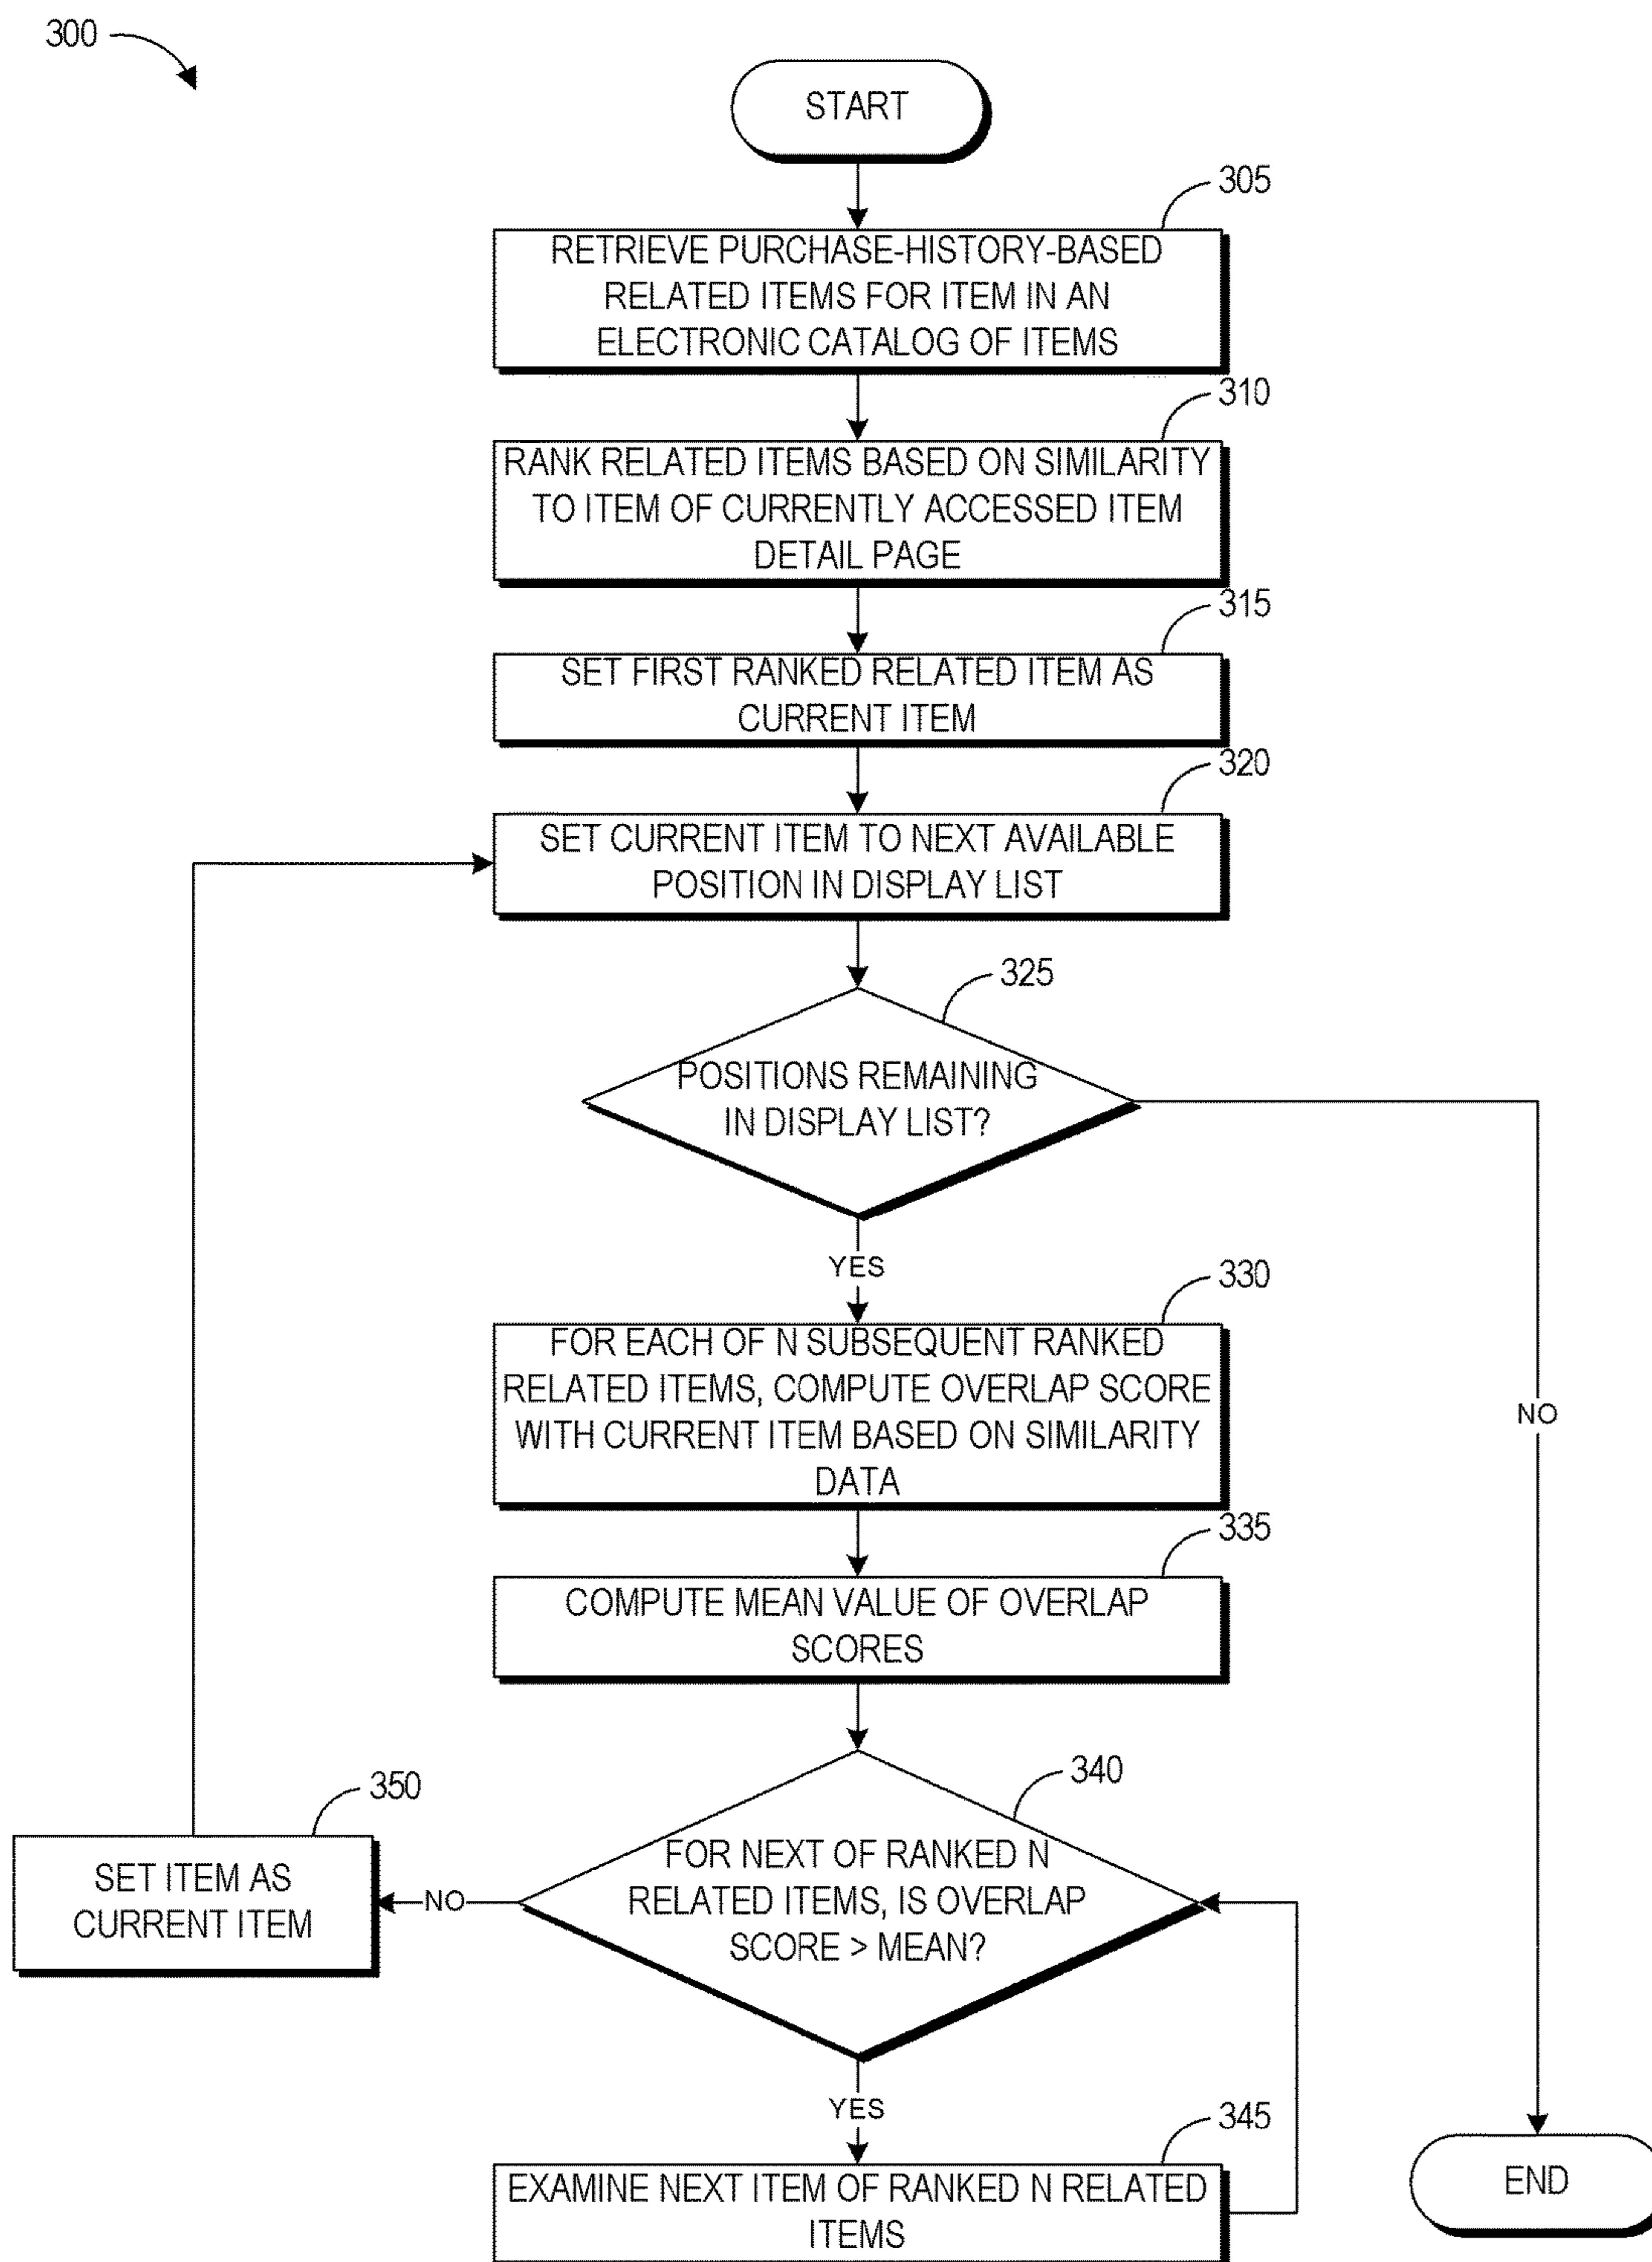 300
START
305
RETRIEVE PURCHASE-HISTORY-BASED
RELATED ITEMS FOR ITEM IN AN
ELECTRONIC CATALOG OF ITEMS
310
RANK RELATED ITEMS BASED ON SIMILARITY
TO ITEM OF CURRENTLY ACCESSED ITEM
DETAIL PAGE
315
SET FIRST RANKED RELATED ITEM AS
CURRENT ITEM
320
SET CURRENT ITEM TO NEXT AVAILABLE
POSITION IN DISPLAY LIST
325
POSITIONS REMAINING
IN DISPLAY LIST?
YES
NO
330
FOR EACH OF N SUBSEQUENT RANKED
RELATED ITEMS, COMPUTE OVERLAP SCORE
WITH CURRENT ITEM BASED ON SIMILARITY
DATA
335
COMPUTE MEAN VALUE OF OVERLAP
SCORES
340
FOR NEXT OF RANKED N
RELATED ITEMS, IS OVERLAP
SCORE > MEAN?
NO
350
SET ITEM AS
CURRENT ITEM
YES
345
EXAMINE NEXT ITEM OF RANKED N RELATED
ITEMS
END